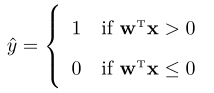 ŷ = { 1 if wᵀx > 0
0 if wᵀx ≤ 0